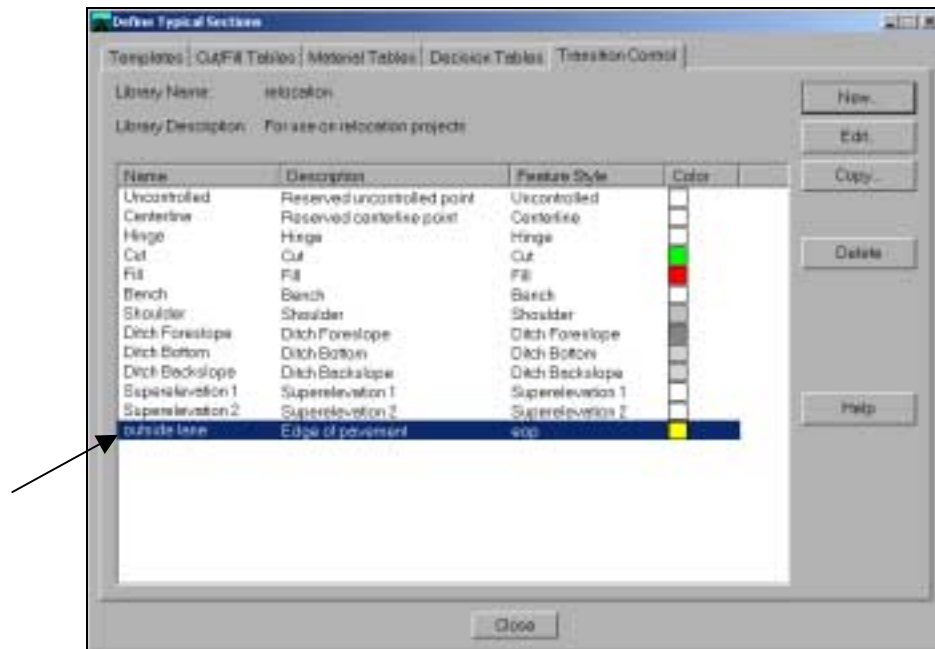 Define Typical Sections
Templates Cut/Fill Tables Material Tables Decision Tables Transition Control
Library Name: relocation
Library Description: For use on relocation projects
New...
Edit...
Copy...
Delete
Help
Name Description Feature Style Color
Uncontrolled Reserved uncontrolled point Uncontrolled
Centerline Reserved centerline point Centerline
Hinge Hinge Hinge
Cut Cut Cut
Fill Fill Fill
Bench Bench Bench
Shoulder Shoulder Shoulder
Ditch Foreslope Ditch Foreslope Ditch Foreslope
Ditch Bottom Ditch Bottom Ditch Bottom
Ditch Backslope Ditch Backslope Ditch Backslope
Superelevation 1 Superelevation 1 Superelevation 1
Superelevation 2 Superelevation 2 Superelevation 2
outside lane Edge of pavement eop
Close